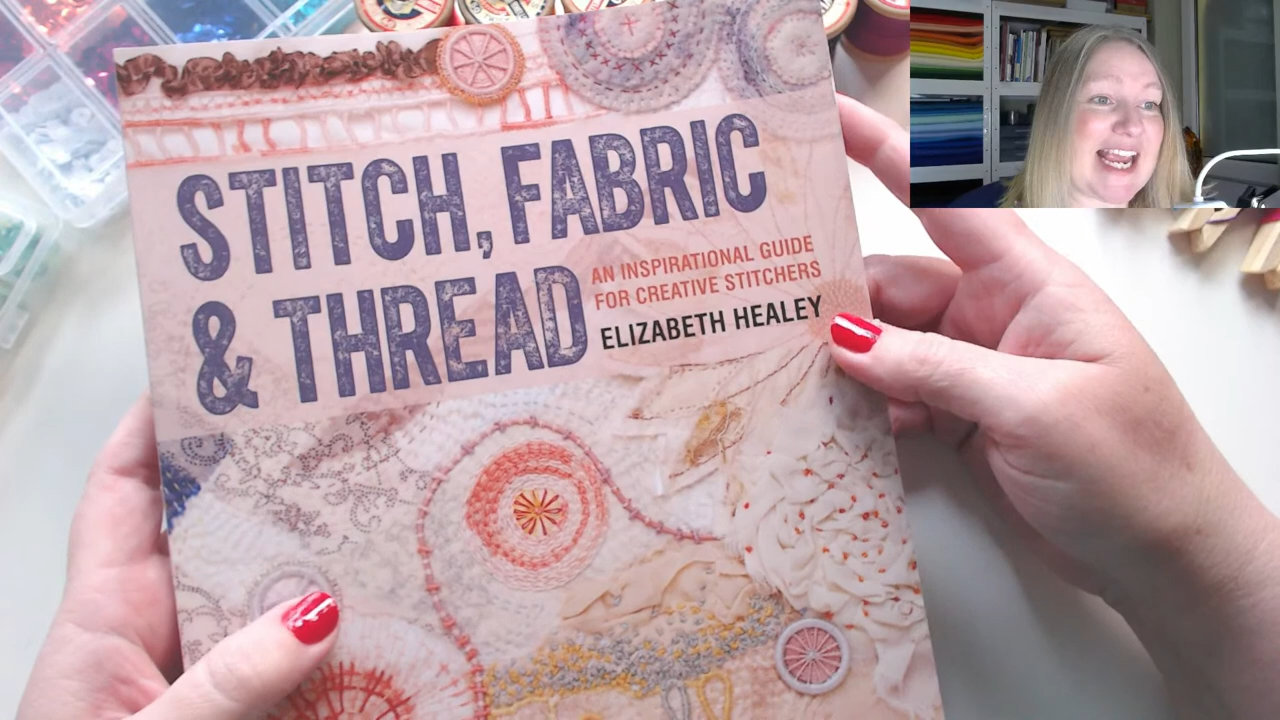 STITCH, FABRIC
& THREAD
AN INSPIRATIONAL GUIDE
FOR CREATIVE STITCHERS
ELIZABETH HEALEY